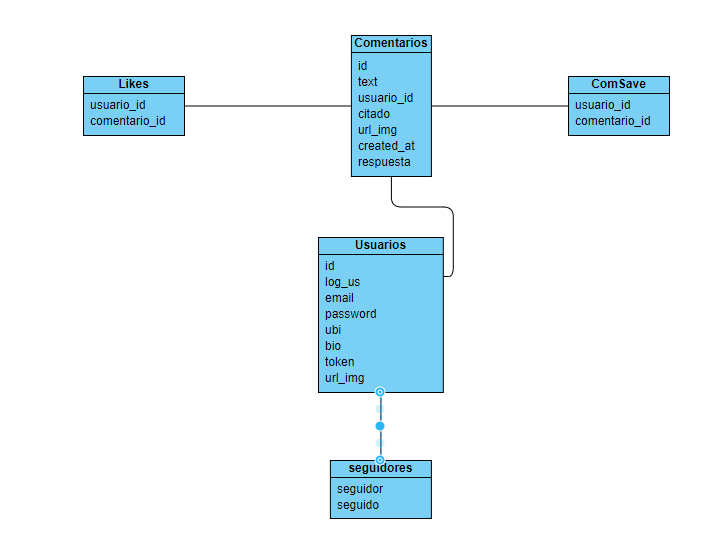 Comentarios
id
text
usuario_id
citado
url_img
created_at
respuesta
Likes
usuario_id
comentario_id
ComSave
usuario_id
comentario_id
Usuarios
id
log_us
email
password
ubi
bio
token
url_img
seguidores
seguidor
seguido